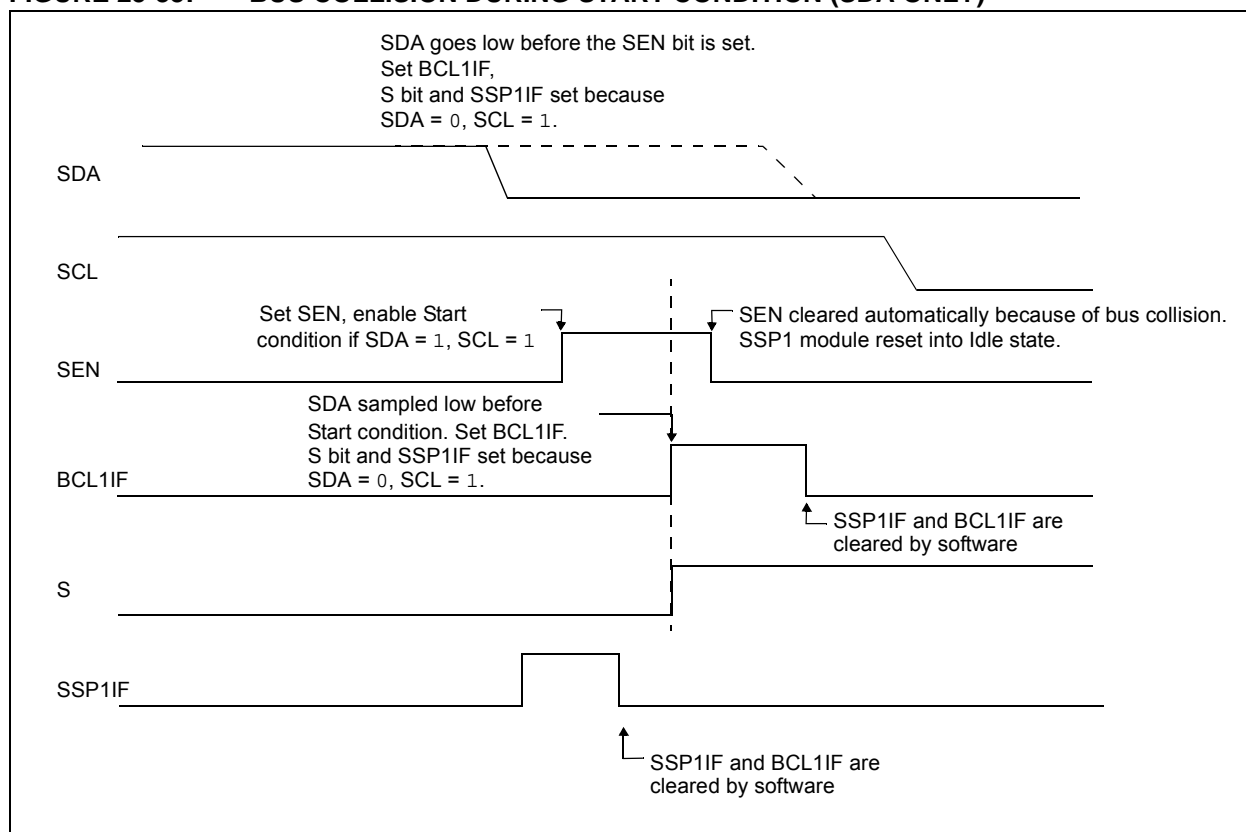 SDA goes low before the SEN bit is set.
Set BCL1IF,
S bit and SSP1IF set because
SDA = 0, SCL = 1.
SDA
SCL
Set SEN, enable Start
condition if SDA = 1, SCL = 1
SEN cleared automatically because of bus collision.
SSP1 module reset into Idle state.
SEN
SDA sampled low before
Start condition. Set BCL1IF.
S bit and SSP1IF set because
SDA = 0, SCL = 1.
BCL1IF
SSP1IF and BCL1IF are
cleared by software
S
SSP1IF
SSP1IF and BCL1IF are
cleared by software